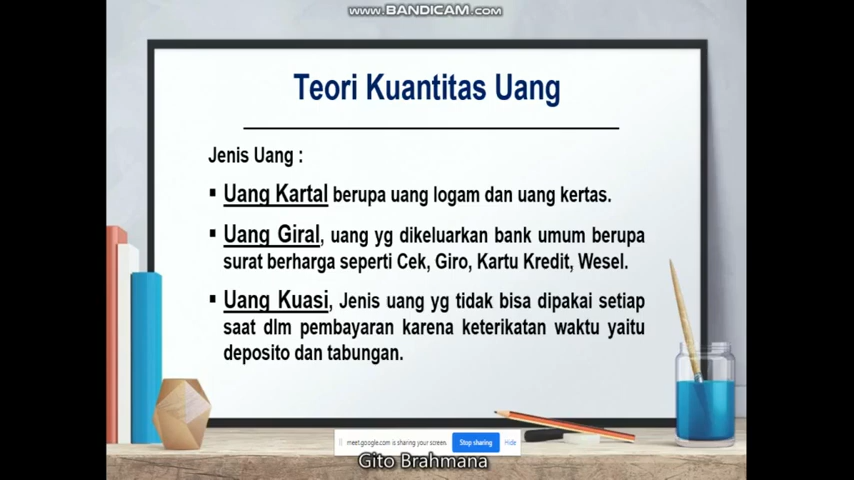 www.BANDICAM.com
Teori Kuantitas Uang
Jenis Uang :
▪ Uang Kartal berupa uang logam dan uang kertas.
▪ Uang Giral, uang yg dikeluarkan bank umum berupa
surat berharga seperti Cek, Giro, Kartu Kredit, Wesel.
▪ Uang Kuasi, Jenis uang yg tidak bisa dipakai setiap
saat dlm pembayaran karena keterikatan waktu yaitu
deposito dan tabungan.
meet.google.com is sharing your screen. Stop sharing Hide
Gito Brahmana